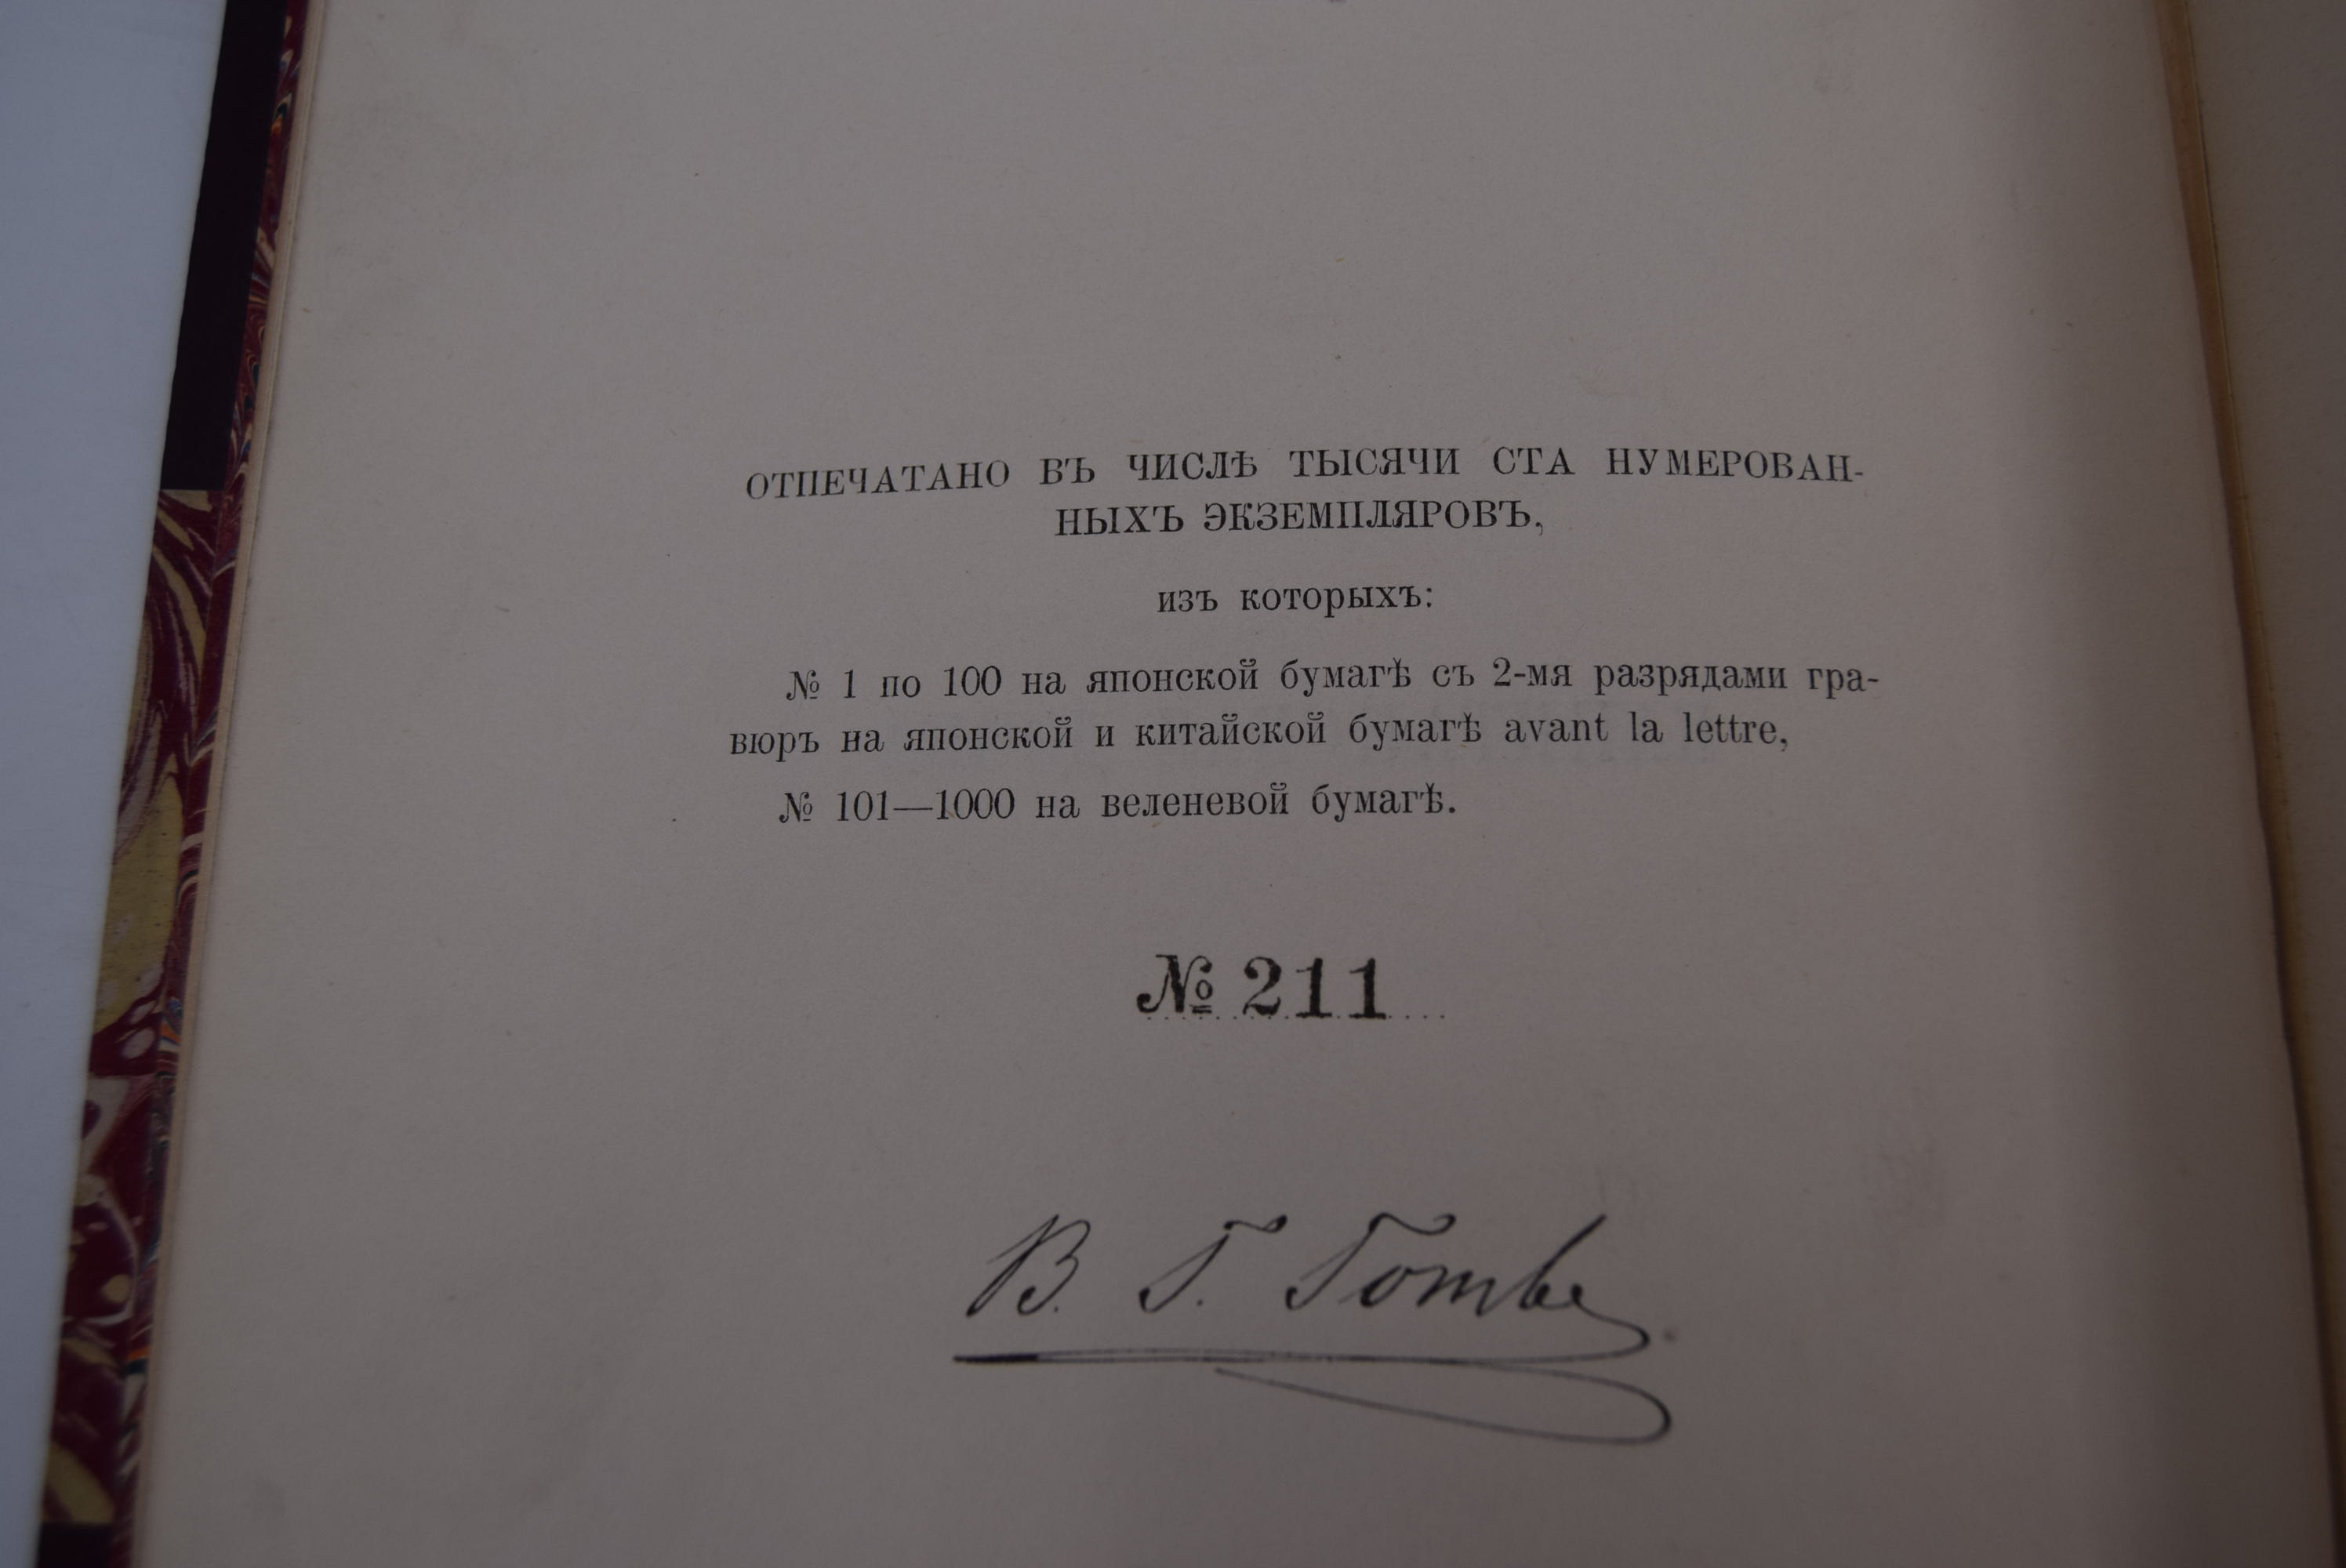 ОТПЕЧАТАНО ВЪ ЧИСЛѢ ТЫСЯЧИ СТА НУМЕРОВАН-
НЫХЪ ЭКЗЕМПЛЯРОВЪ,
изъ которыхъ:
№ 1 по 100 на японской бумагѣ съ 2-мя разрядами гра-
вюръ на японской и китайской бумагѣ avant la lettre,
№ 101—1000 на веленевой бумагѣ.
№ 211
В. Г. Готье